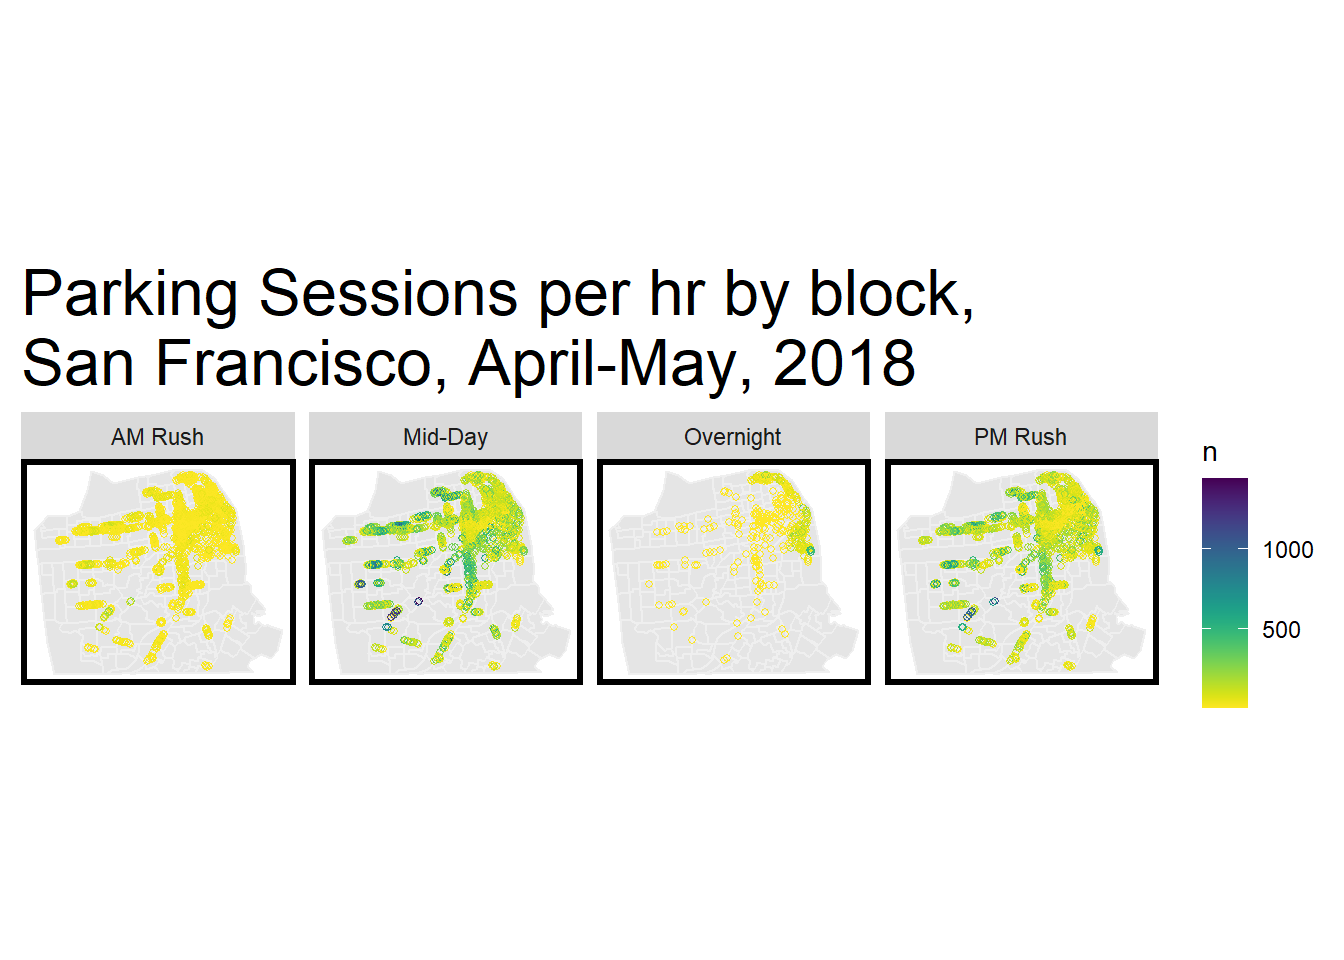 Parking Sessions per hr by block,
San Francisco, April-May, 2018
AM Rush
Mid-Day
Overnight
PM Rush
n
1000
500